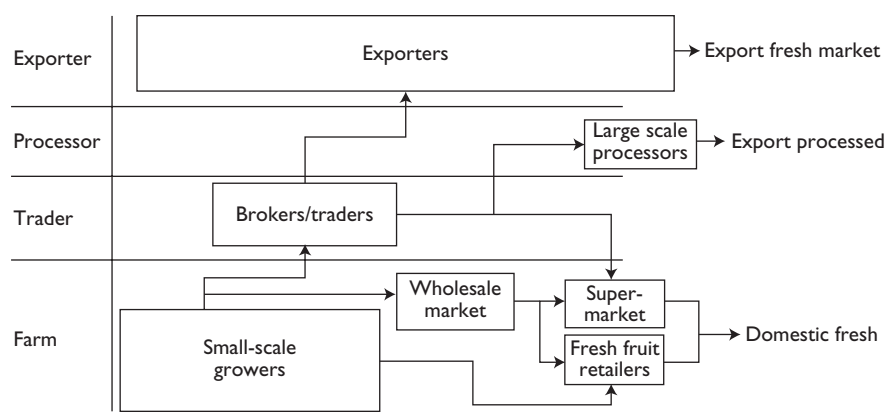 Exporter
Exporters
Export fresh market
Processor
Large scale
processors
Export processed
Trader
Brokers/traders
Farm
Small-scale
growers
Wholesale
market
Super-
market
Fresh fruit
retailers
Domestic fresh